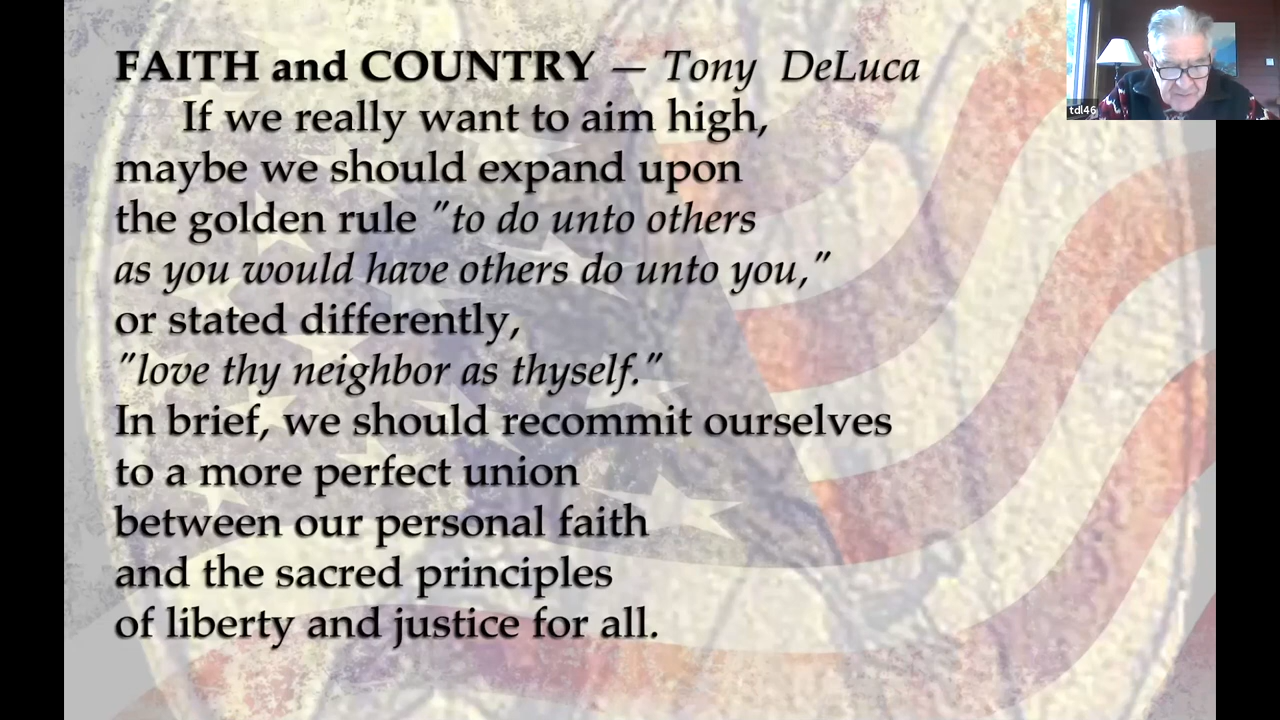 FAITH and COUNTRY — Tony DeLuca
If we really want to aim high,
maybe we should expand upon
the golden rule "to do unto others
as you would have others do unto you,"
or stated differently,
"love thy neighbor as thyself."
In brief, we should recommit ourselves
to a more perfect union
between our personal faith
and the sacred principles
of liberty and justice for all.
tdl46